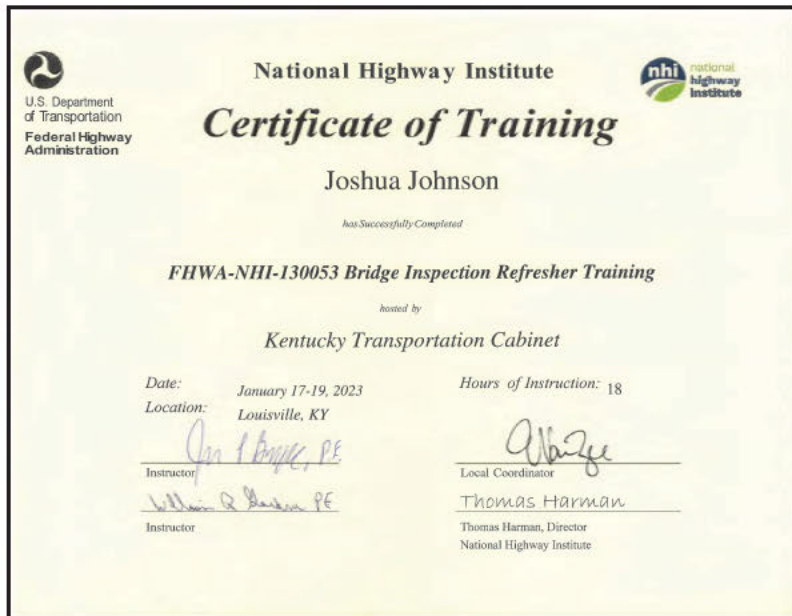 U.S. Department
of Transportation
Federal Highway
Administration
National Highway Institute
nhi national
highway
institute
Certificate of Training
Joshua Johnson
has Successfully Completed
FHWA-NHI-130053 Bridge Inspection Refresher Training
hosted by
Kentucky Transportation Cabinet
Date: January 17-19, 2023
Location: Louisville, KY
Hours of Instruction: 18
P.E.
Instructor
William R PE
Instructor
Local Coordinator
Thomas Harman
Thomas Harman, Director
National Highway Institute